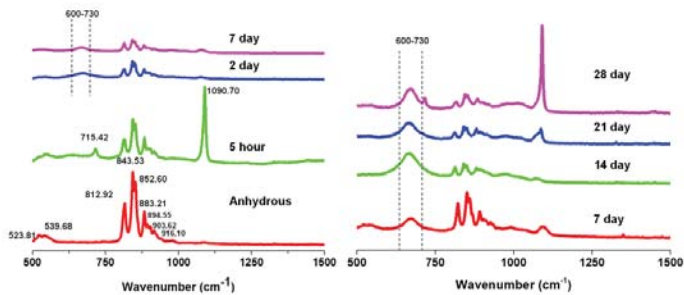 600-730
7 day
2 day
1090.70
715.42
5 hour
843.53
852.60
812.92
883.21
Anhydrous
894.55
903.62
916.10
539.68
523.81
500 750 1000 1250 1500
Wavenumber (cm-1)
600-730
28 day
21 day
14 day
7 day
500 750 1000 1250 1500
Wavenumber (cm-1)